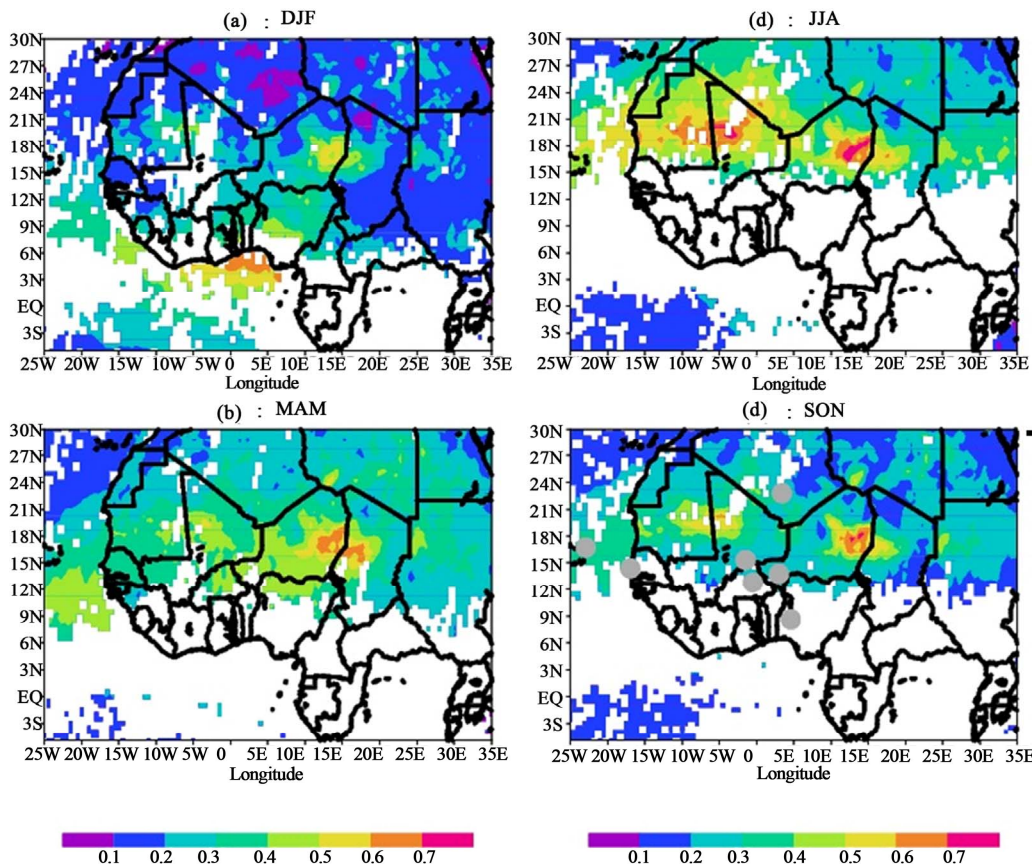 (a) : DJF
30N
27N
24N
21N
18N
15N
12N
9N
6N
3N
EQ
3S
25W 20W 15W 10W 5W 0 5E 10E 15E 20E 25E 30E 35E
Longitude
(d) : JJA
30N
27N
24N
21N
18N
15N
12N
9N
6N
3N
EQ
3S
25W 20W 15W 10W 5W 0 5E 10E 15E 20E 25E 30E 35E
Longitude
(b) : MAM
30N
27N
24N
21N
18N
15N
12N
9N
6N
3N
EQ
3S
25W 20W 15W 10W 5W 0 5E 10E 15E 20E 25E 30E 35E
Longitude
(d) : SON
30N
27N
24N
21N
18N
15N
12N
9N
6N
3N
EQ
3S
25W 20W 15W 10W 5W 0 5E 10E 15E 20E 25E 30E 35E
Longitude
0.1 0.2 0.3 0.4 0.5 0.6 0.7
0.1 0.2 0.3 0.4 0.5 0.6 0.7